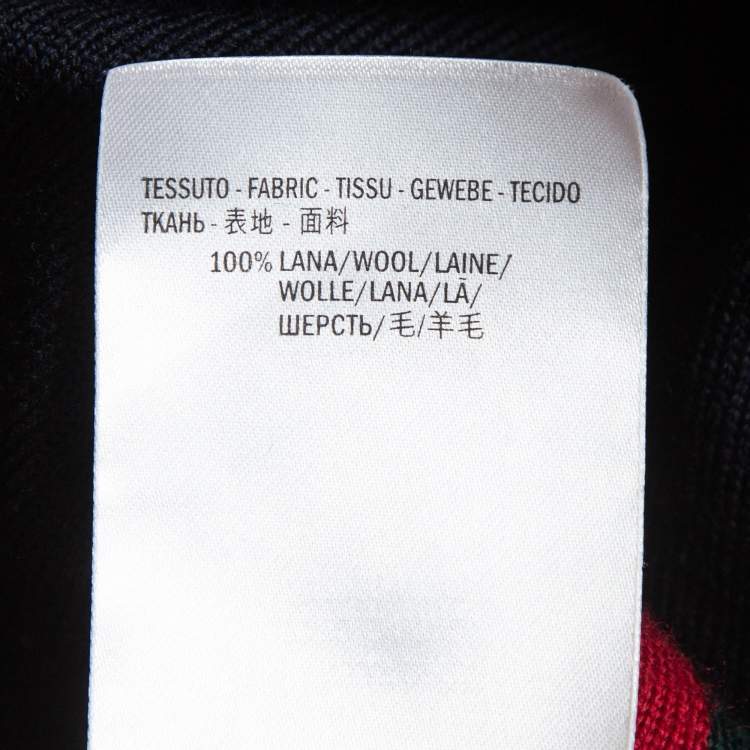 TESSUTO - FABRIC - TISSU - GEWEBE - TECIDO
ТКАНЬ - 表地 - 面料
100% LANA/WOOL/LAINE/
WOLLE/LANA/LÃ/
ШЕРСТЬ/毛/羊毛